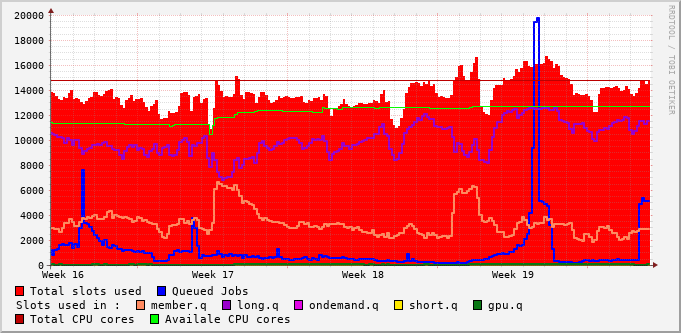 20000
18000
16000
14000
12000
10000
8000
6000
4000
2000
0
Week 16 Week 17 Week 18 Week 19
RRDTOOL / TOBI OETIKER
Total slots used Queued Jobs
Slots used in : member.q long.q ondemand.q short.q gpu.q
Total CPU cores Availale CPU cores